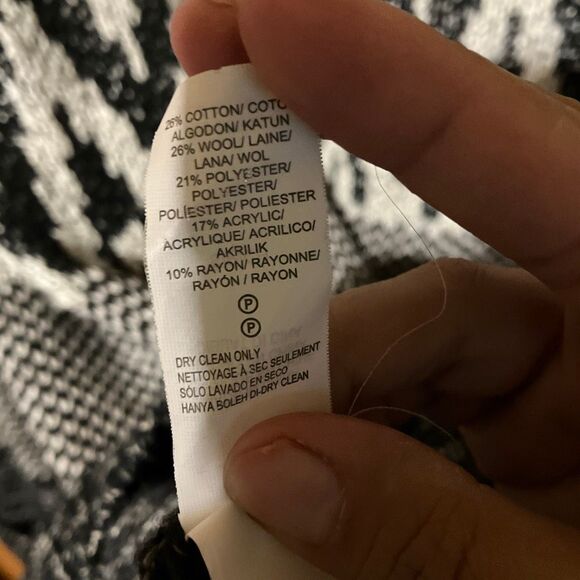 26% COTTON/ COTO
ALGODON/ KATUN
26% WOOL/ LAINE/
LANA/ WOL
21% POLYESTER/
POLYESTER/
POLÍESTER/ POLIESTER
17% ACRYLIC/
ACRYLIQUE/ ACRILICO/
AKRILIK
10% RAYON/ RAYONNE/
RAYÓN / RAYON
P
P
DRY CLEAN ONLY
NETTOYAGE À SEC SEULEMENT
SÓLO LAVADO EN SECO
HANYA BOLEH DI-DRY CLEAN